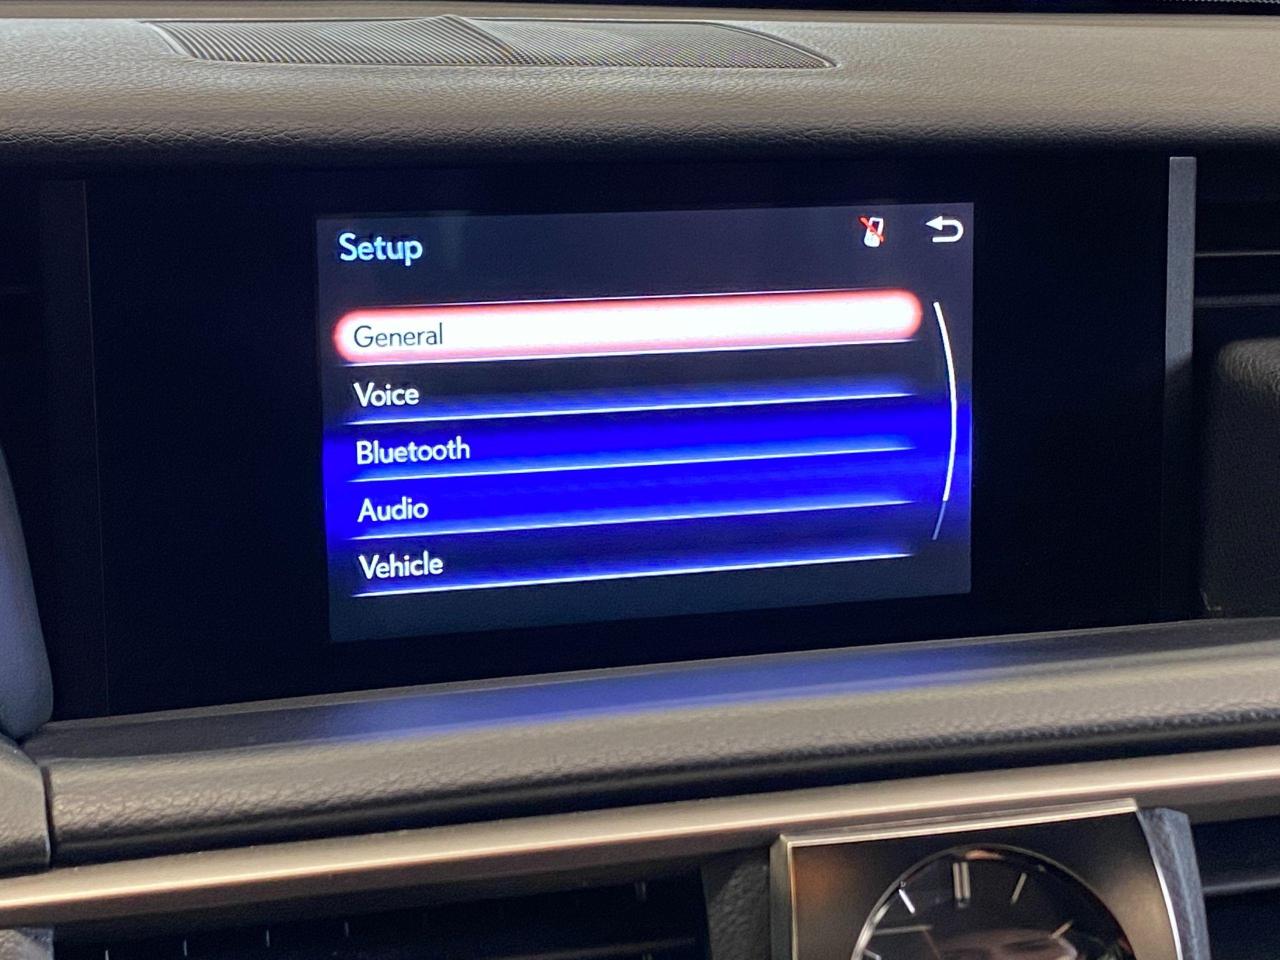 Setup
General
Voice
Bluetooth
Audio
Vehicle